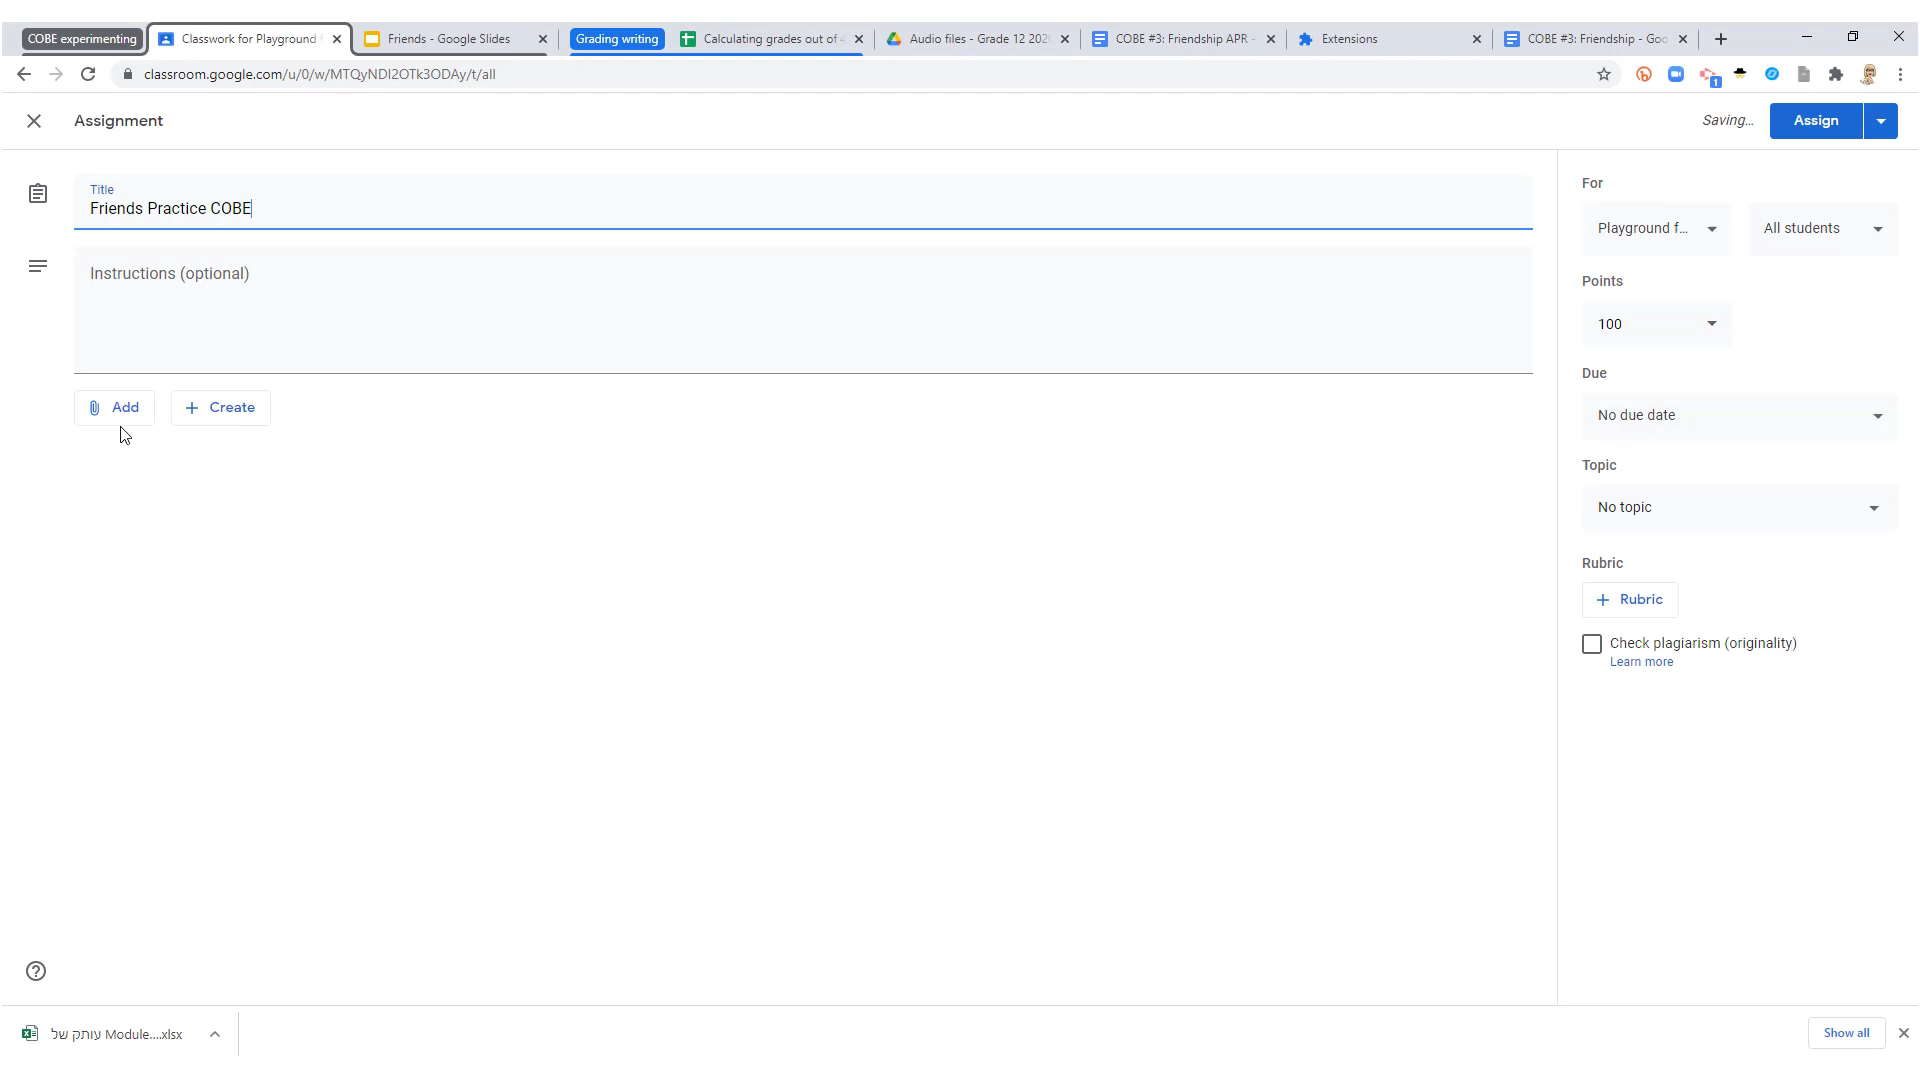 COBE experimenting
Classwork for Playground
Friends - Google Slides
Grading writing
Calculating grades out of
Audio files - Grade 12 202
COBE #3: Friendship APR -
Extensions
COBE #3: Friendship - Goo
classroom.google.com/u/0/w/MTQyNDI2OTk3ODAy/t/all
1
Assignment
Saving...
Assign
Title
Friends Practice COBE
Instructions (optional)
Add
Create
For
Playground f...
All students
Points
100
Due
No due date
Topic
No topic
Rubric
Rubric
Check plagiarism (originality)
Learn more
עותק של Module....xlsx
Show all